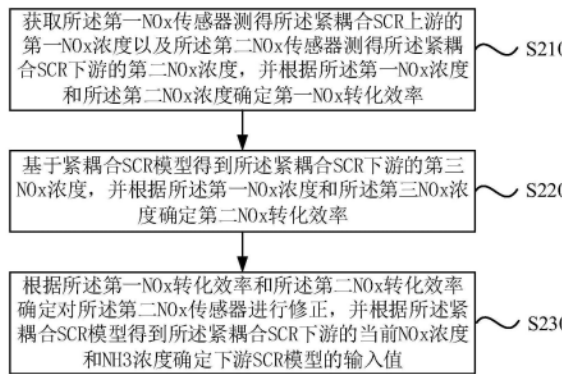 获取所述第一NOx传感器测得所述紧耦合SCR上游的
第一NOx浓度以及所述第二NOx传感器测得所述紧耦
合SCR下游的第二NOx浓度，并根据所述第一NOx浓度
和所述第二NOx浓度确定第一NOx转化效率
S210
基于紧耦合SCR模型得到所述紧耦合SCR下游的第三
NOx浓度，并根据所述第一NOx浓度和所述第三NOx浓
度确定第二NOx转化效率
S220
根据所述第一NOx转化效率和所述第二NOx转化效率
确定对所述第二NOx传感器进行修正，并根据所述紧
耦合SCR模型得到所述紧耦合SCR下游的当前NOx浓度
和NH3浓度确定下游SCR模型的输入值
S230